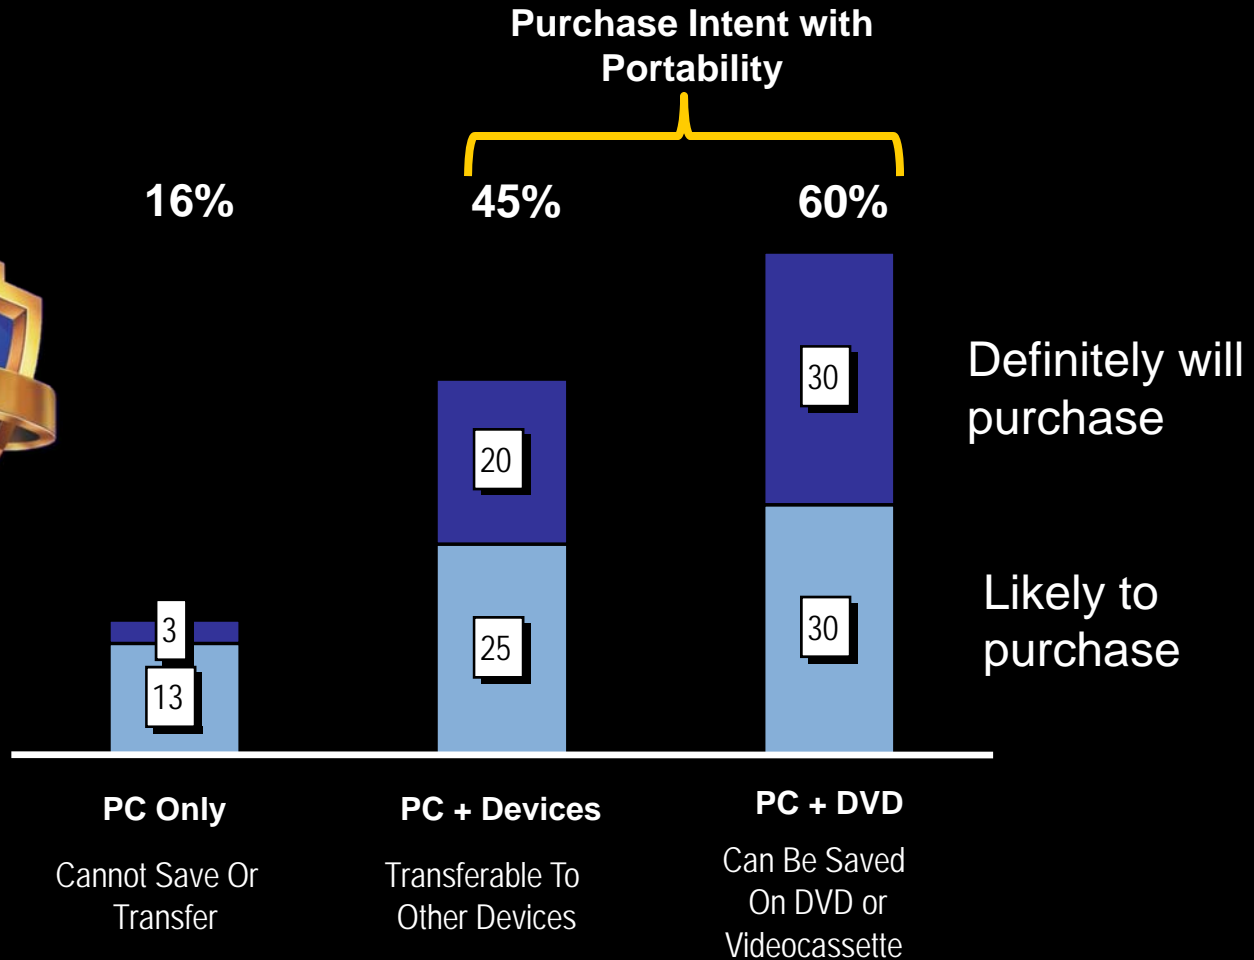 Purchase Intent with
Portability
16%
45%
60%
30
Definitely will
purchase
20
30
Likely to
purchase
3
25
13
PC Only
PC + Devices
PC + DVD
Cannot Save Or
Transfer
Transferable To
Other Devices
Can Be Saved
On DVD or
Videocassette